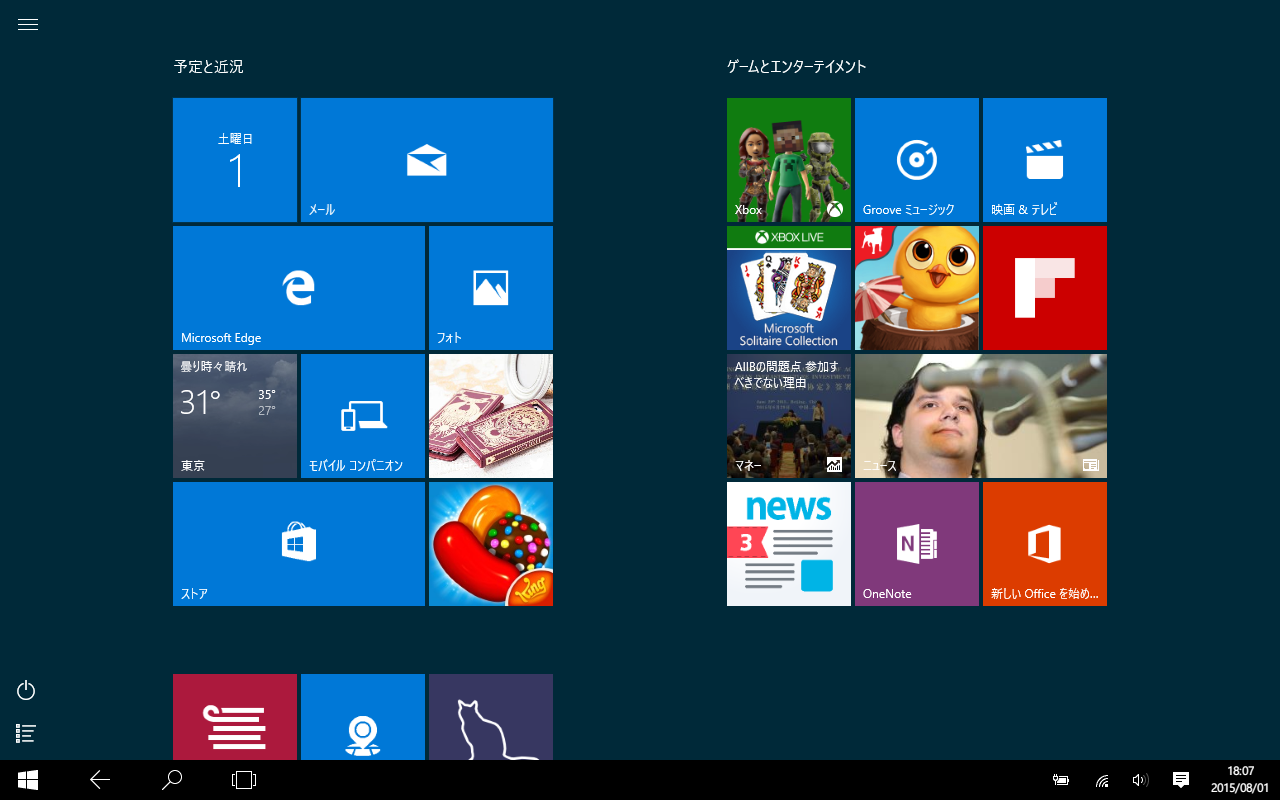 予定と近況
土曜日
1
メール
Microsoft Edge
フォト
曇り時々晴れ
31°
35°
27°
東京
モバイル コンパニオン
ストア
King
ゲームとエンターテイメント
Xbox
Groove ミュージック
映画 & テレビ
XBOX LIVE
J
Q
K
Microsoft
Solitaire Collection
AIIBの問題点 参加す
べきでない理由
マネー
ニュース
news
3
N
OneNote
新しい Office を始め...
18:07
2015/08/01